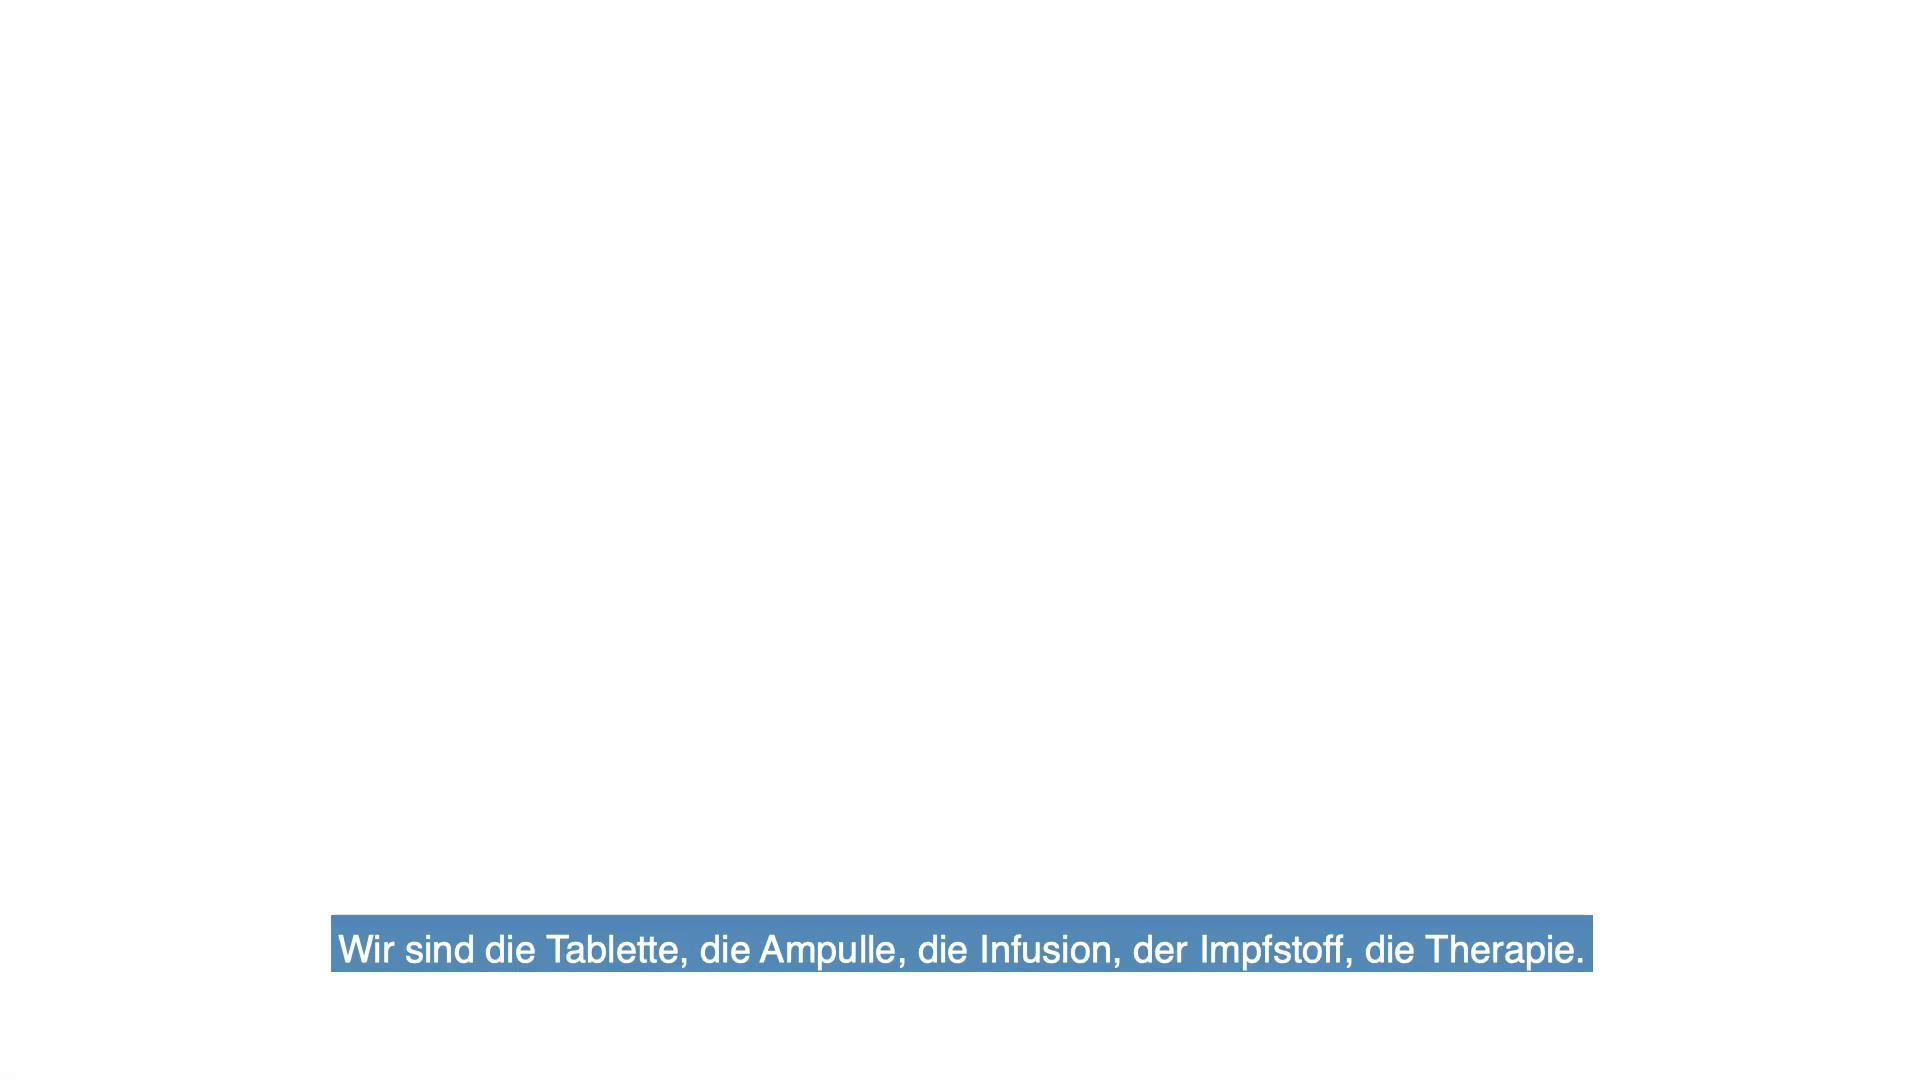 Wir sind die Tablette, die Ampulle, die Infusion, der Impfstoff, die Therapie.